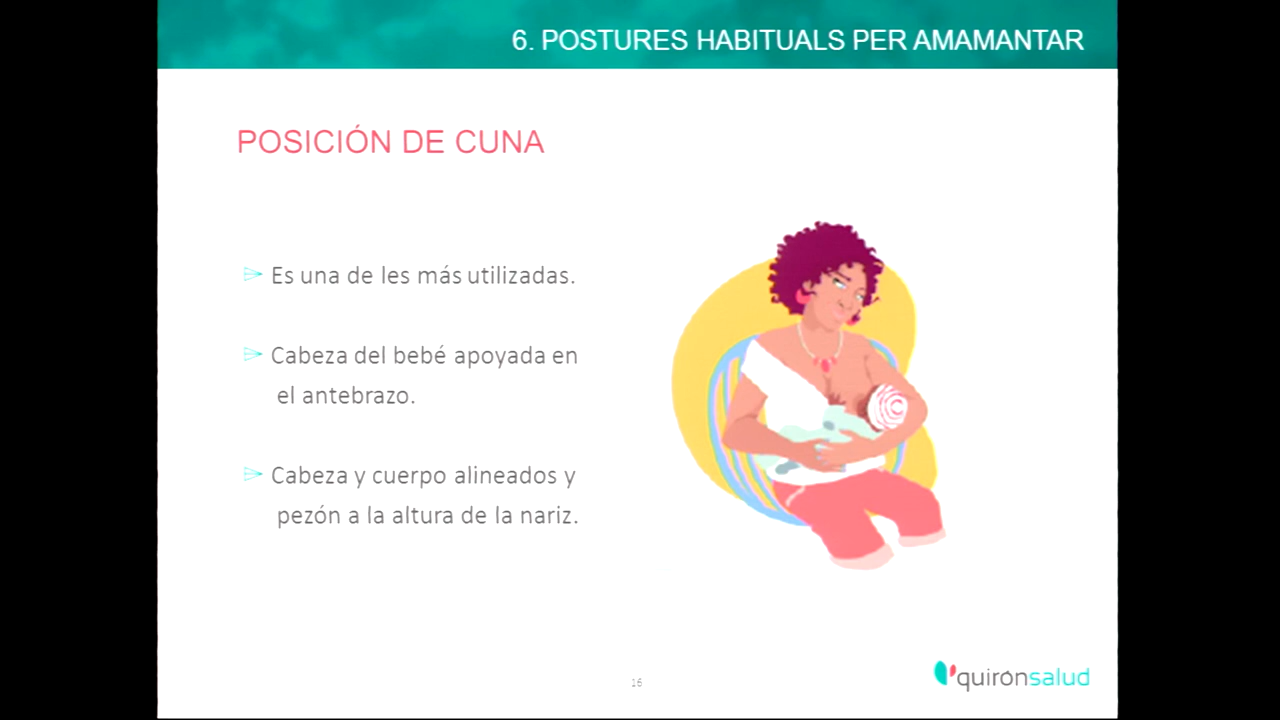 6. POSTURES HABITUALS PER AMAMANTAR
POSICIÓN DE CUNA
Es una de les más utilizadas.
Cabeza del bebé apoyada en
el antebrazo.
Cabeza y cuerpo alineados y
pezón a la altura de la nariz.
16
quirónsalud